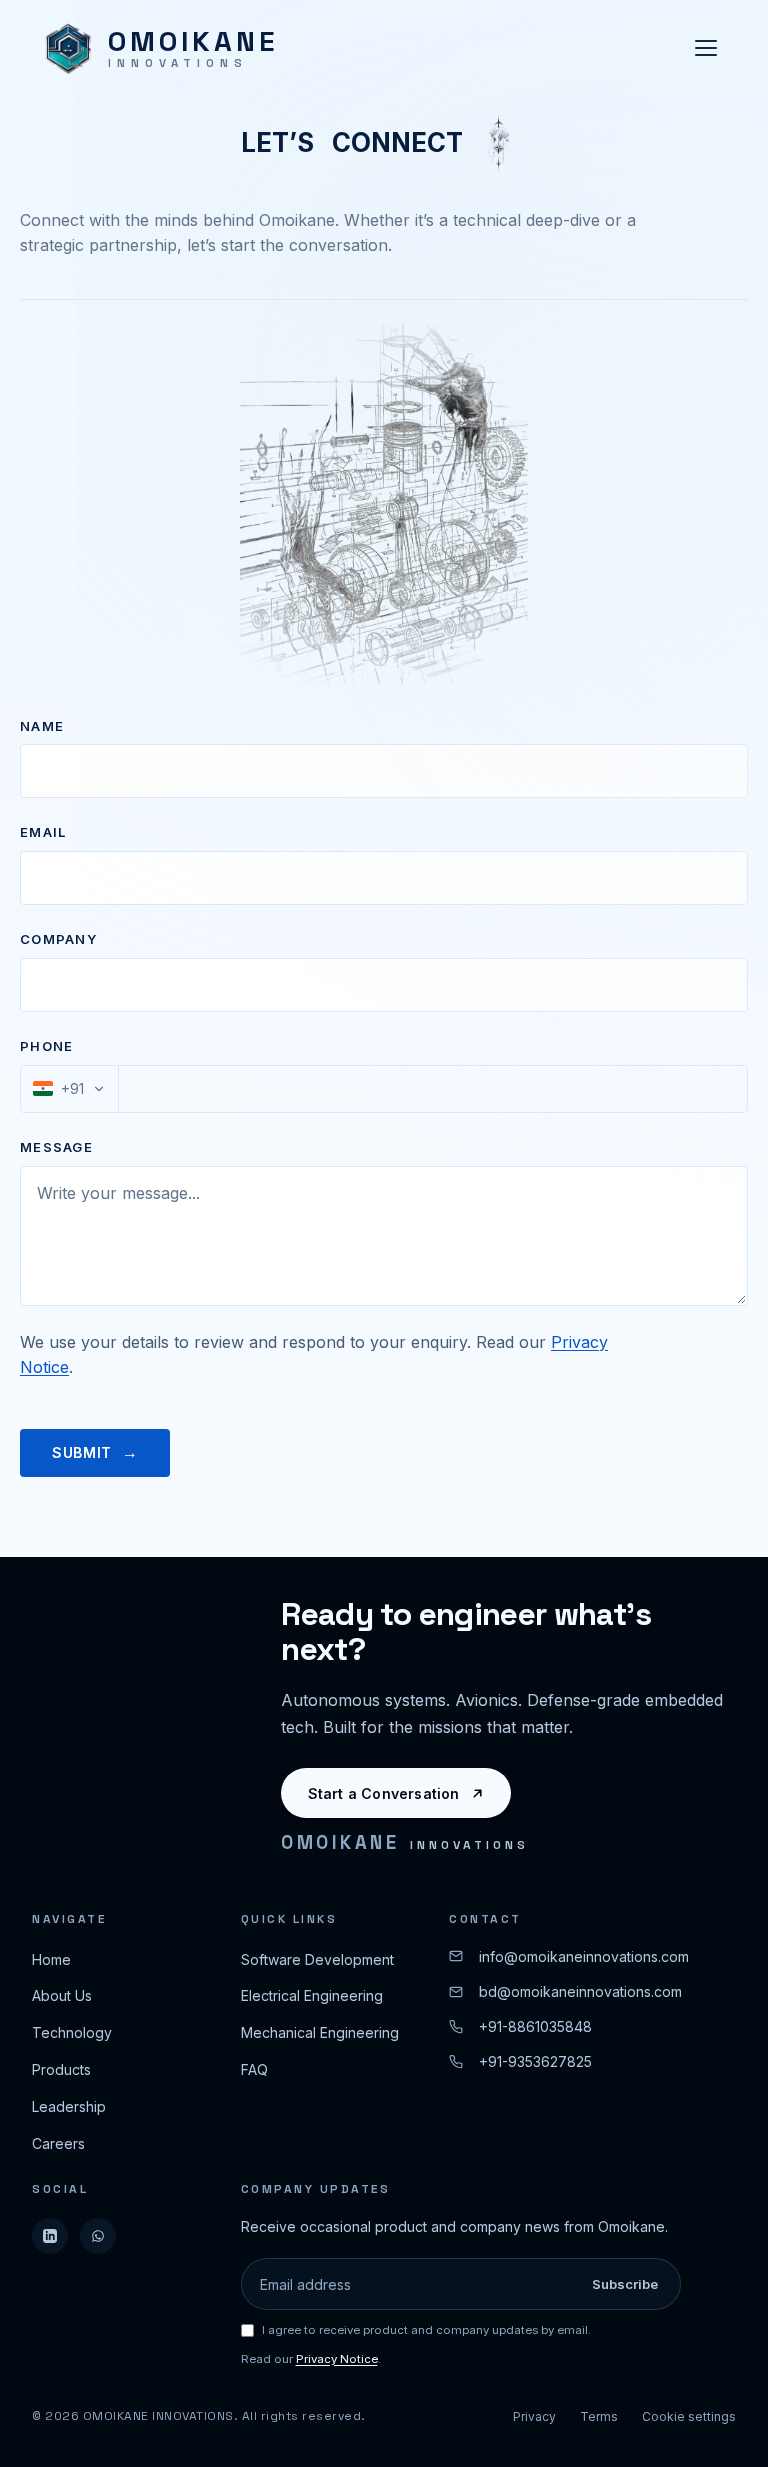 OMOIKANE
INNOVATIONS
LET’S CONNECT
Connect with the minds behind Omoikane. Whether it’s a technical deep-dive or a
strategic partnership, let’s start the conversation.
NAME
EMAIL
COMPANY
PHONE
+91
MESSAGE
Write your message...
We use your details to review and respond to your enquiry. Read our Privacy
Notice.
SUBMIT →
Ready to engineer what’s
next?
Autonomous systems. Avionics. Defense-grade embedded
tech. Built for the missions that matter.
Start a Conversation
OMOIKANE INNOVATIONS
NAVIGATE
Home
About Us
Technology
Products
Leadership
Careers
QUICK LINKS
Software Development
Electrical Engineering
Mechanical Engineering
FAQ
CONTACT
info@omoikaneinnovations.com
bd@omoikaneinnovations.com
+91-8861035848
+91-9353627825
SOCIAL
COMPANY UPDATES
Receive occasional product and company news from Omoikane.
Email address Subscribe
I agree to receive product and company updates by email.
Read our Privacy Notice.
© 2026 OMOIKANE INNOVATIONS. All rights reserved.
Privacy Terms Cookie settings